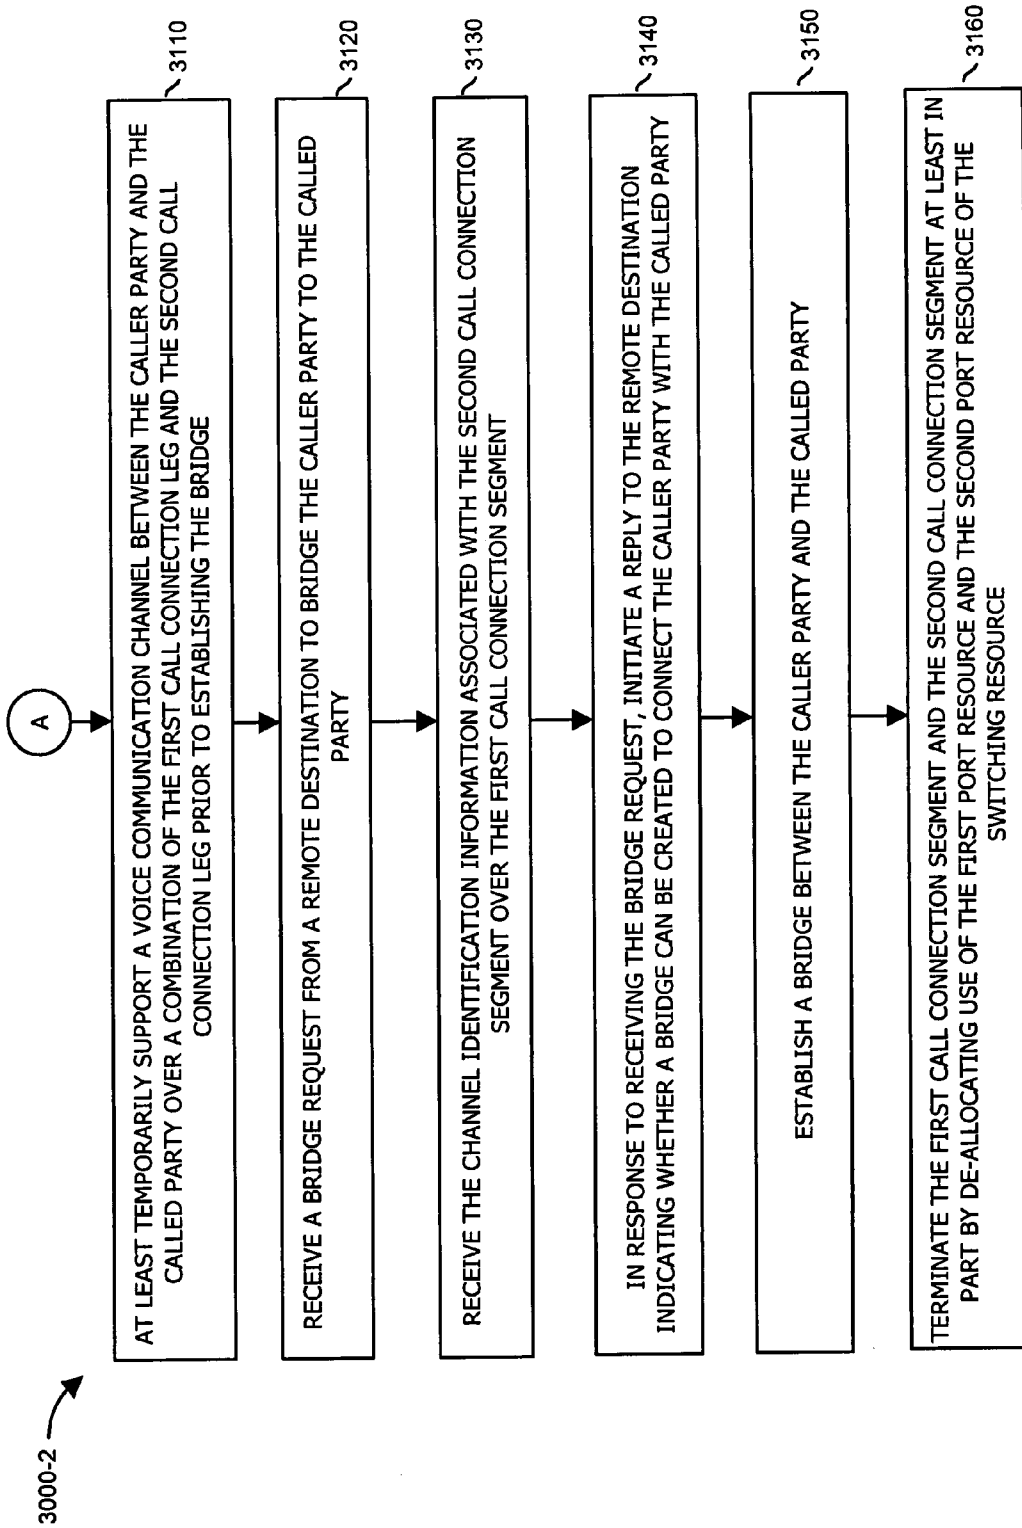 3000-2
A
AT LEAST TEMPORARILY SUPPORT A VOICE COMMUNICATION CHANNEL BETWEEN THE CALLER PARTY AND THE
CALLED PARTY OVER A COMBINATION OF THE FIRST CALL CONNECTION LEG AND THE SECOND CALL
CONNECTION LEG PRIOR TO ESTABLISHING THE BRIDGE
3110
RECEIVE A BRIDGE REQUEST FROM A REMOTE DESTINATION TO BRIDGE THE CALLER PARTY TO THE CALLED
PARTY
3120
RECEIVE THE CHANNEL IDENTIFICATION INFORMATION ASSOCIATED WITH THE SECOND CALL CONNECTION
SEGMENT OVER THE FIRST CALL CONNECTION SEGMENT
3130
IN RESPONSE TO RECEIVING THE BRIDGE REQUEST, INITIATE A REPLY TO THE REMOTE DESTINATION
INDICATING WHETHER A BRIDGE CAN BE CREATED TO CONNECT THE CALLER PARTY WITH THE CALLED PARTY
3140
ESTABLISH A BRIDGE BETWEEN THE CALLER PARTY AND THE CALLED PARTY
3150
TERMINATE THE FIRST CALL CONNECTION SEGMENT AND THE SECOND CALL CONNECTION SEGMENT AT LEAST IN
PART BY DE-ALLOCATING USE OF THE FIRST PORT RESOURCE AND THE SECOND PORT RESOURCE OF THE
SWITCHING RESOURCE
3160